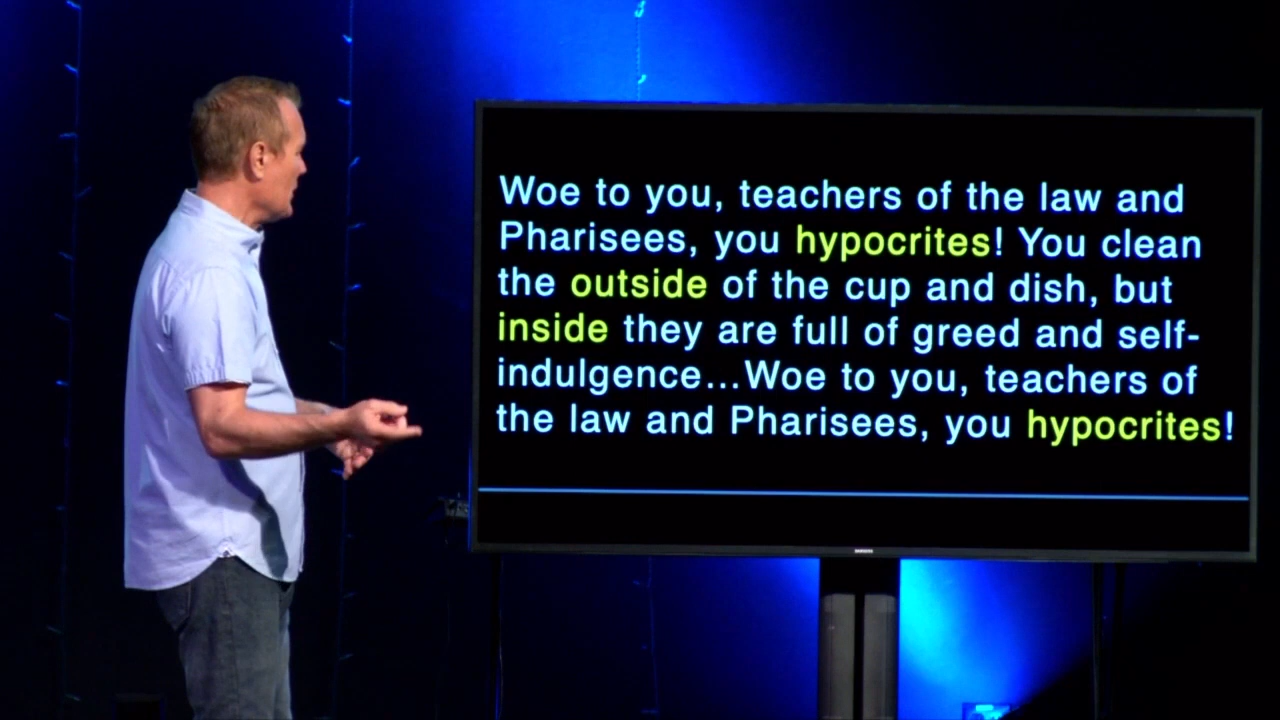 Woe to you, teachers of the law and
Pharisees, you hypocrites! You clean
the outside of the cup and dish, but
inside they are full of greed and self-
indulgence...Woe to you, teachers of
the law and Pharisees, you hypocrites!
SAMSUNG